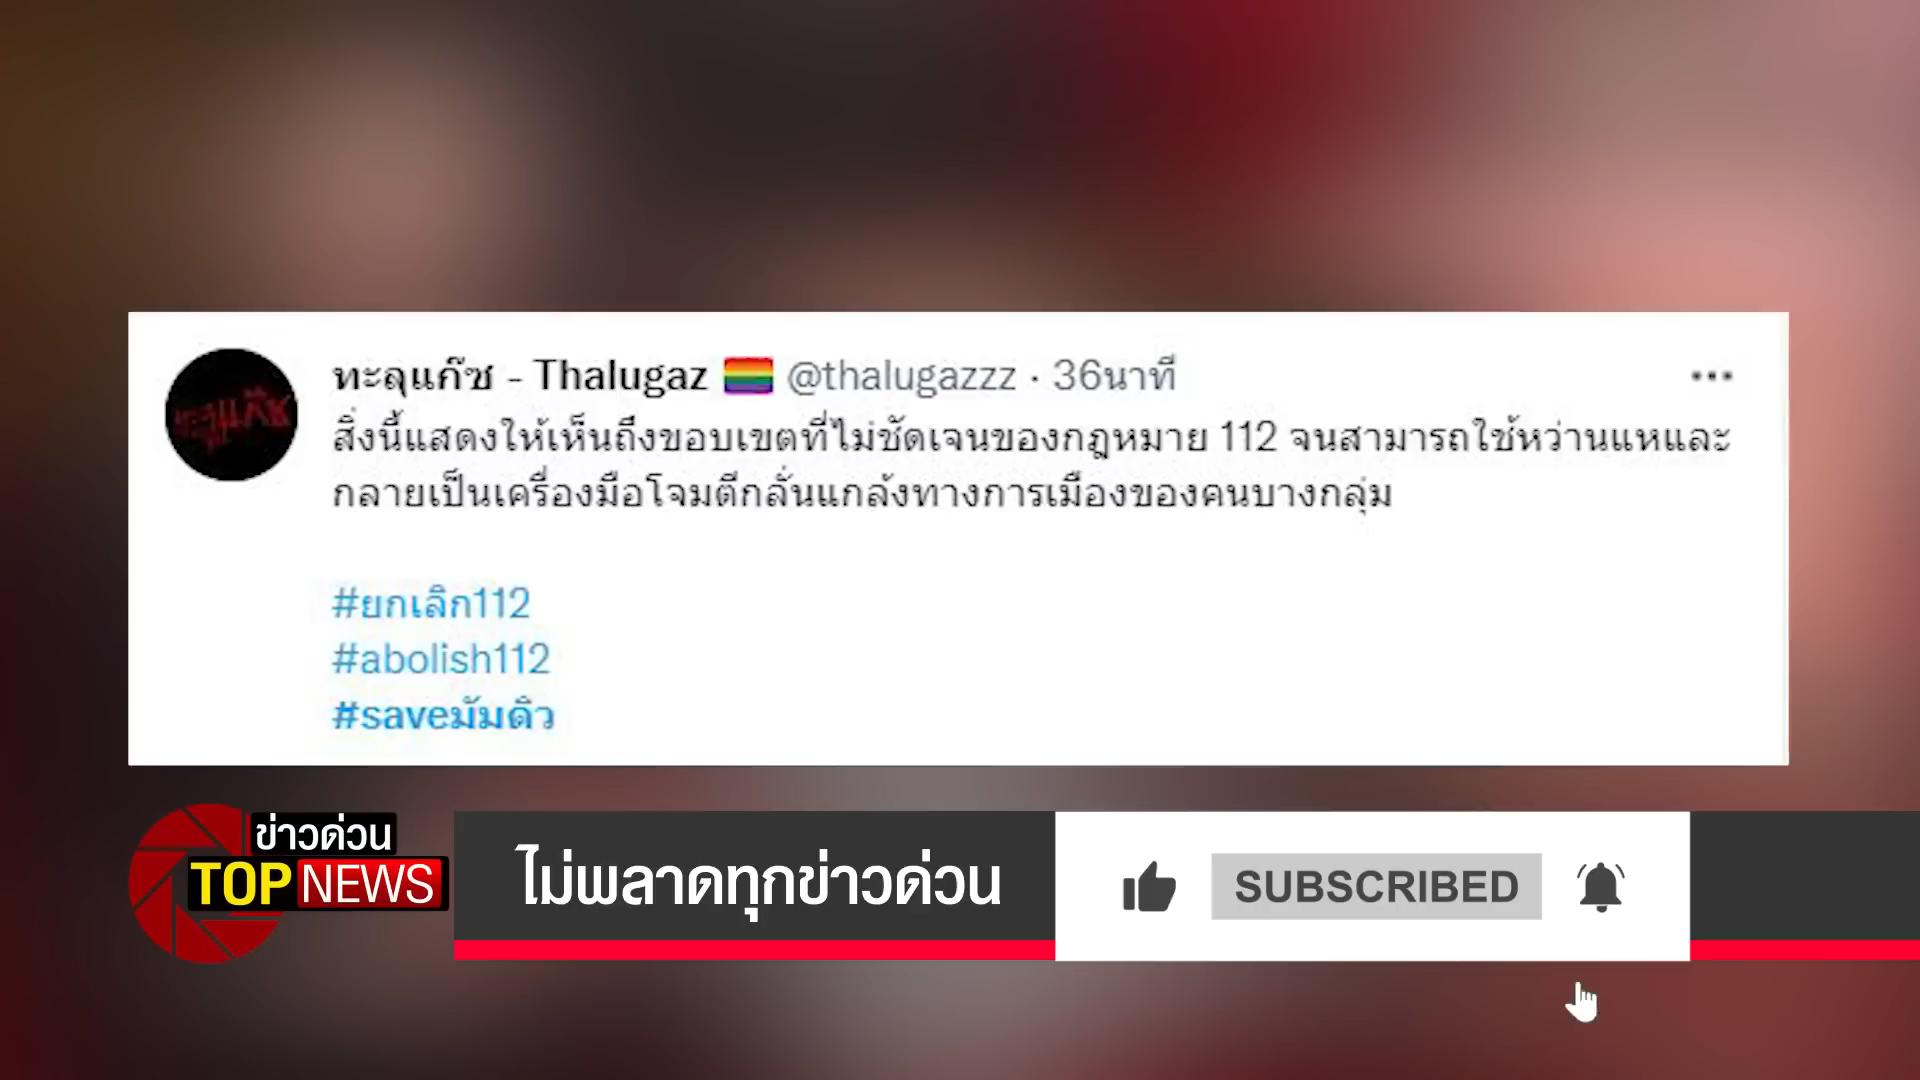 ทะลุแก๊ซ - Thalugaz 🏳️‍🌈 @thalugazzz · 36นาที
สิ่งนี้แสดงให้เห็นถึงขอบเขตที่ไม่ชัดเจนของกฎหมาย 112 จนสามารถใช้หว่านแหและ
กลายเป็นเครื่องมือโจมตีกลั่นแกล้งทางการเมืองของคนบางกลุ่ม
#ยกเลิก112
#abolish112
#saveมัมดิว
ทะลุแก๊ซ
ข่าวด่วน
TOP NEWS
ไม่พลาดทุกข่าวด่วน
SUBSCRIBED